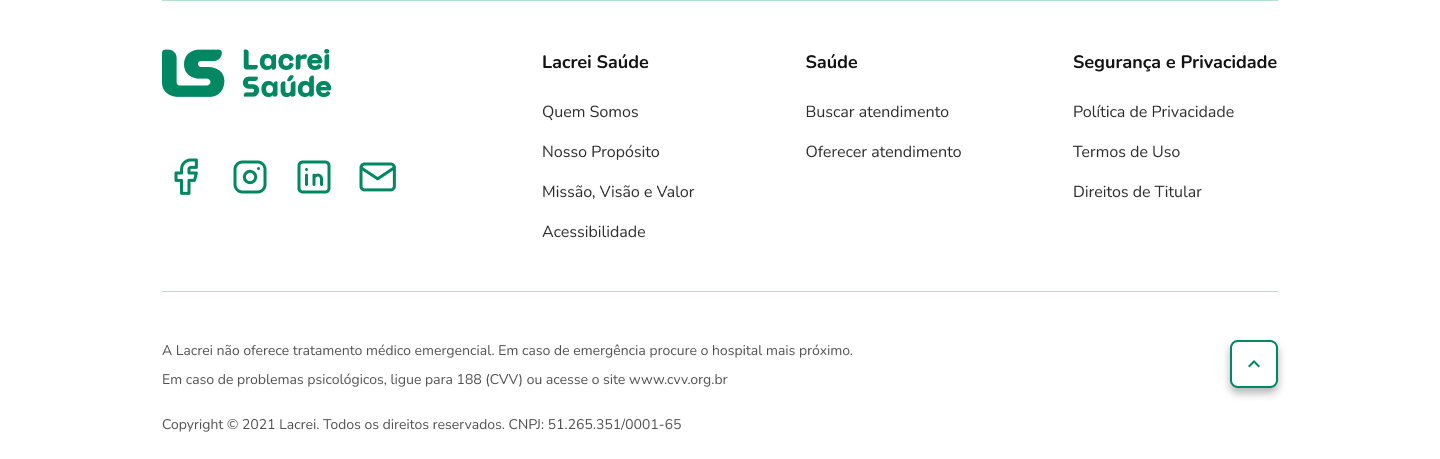 Lacrei
Saúde
Lacrei Saúde
Quem Somos
Nosso Propósito
Missão, Visão e Valor
Acessibilidade
Saúde
Buscar atendimento
Oferecer atendimento
Segurança e Privacidade
Política de Privacidade
Termos de Uso
Direitos de Titular
A Lacrei não oferece tratamento médico emergencial. Em caso de emergência procure o hospital mais próximo.
Em caso de problemas psicológicos, ligue para 188 (CVV) ou acesse o site www.cvv.org.br
Copyright © 2021 Lacrei. Todos os direitos reservados. CNPJ: 51.265.351/0001-65